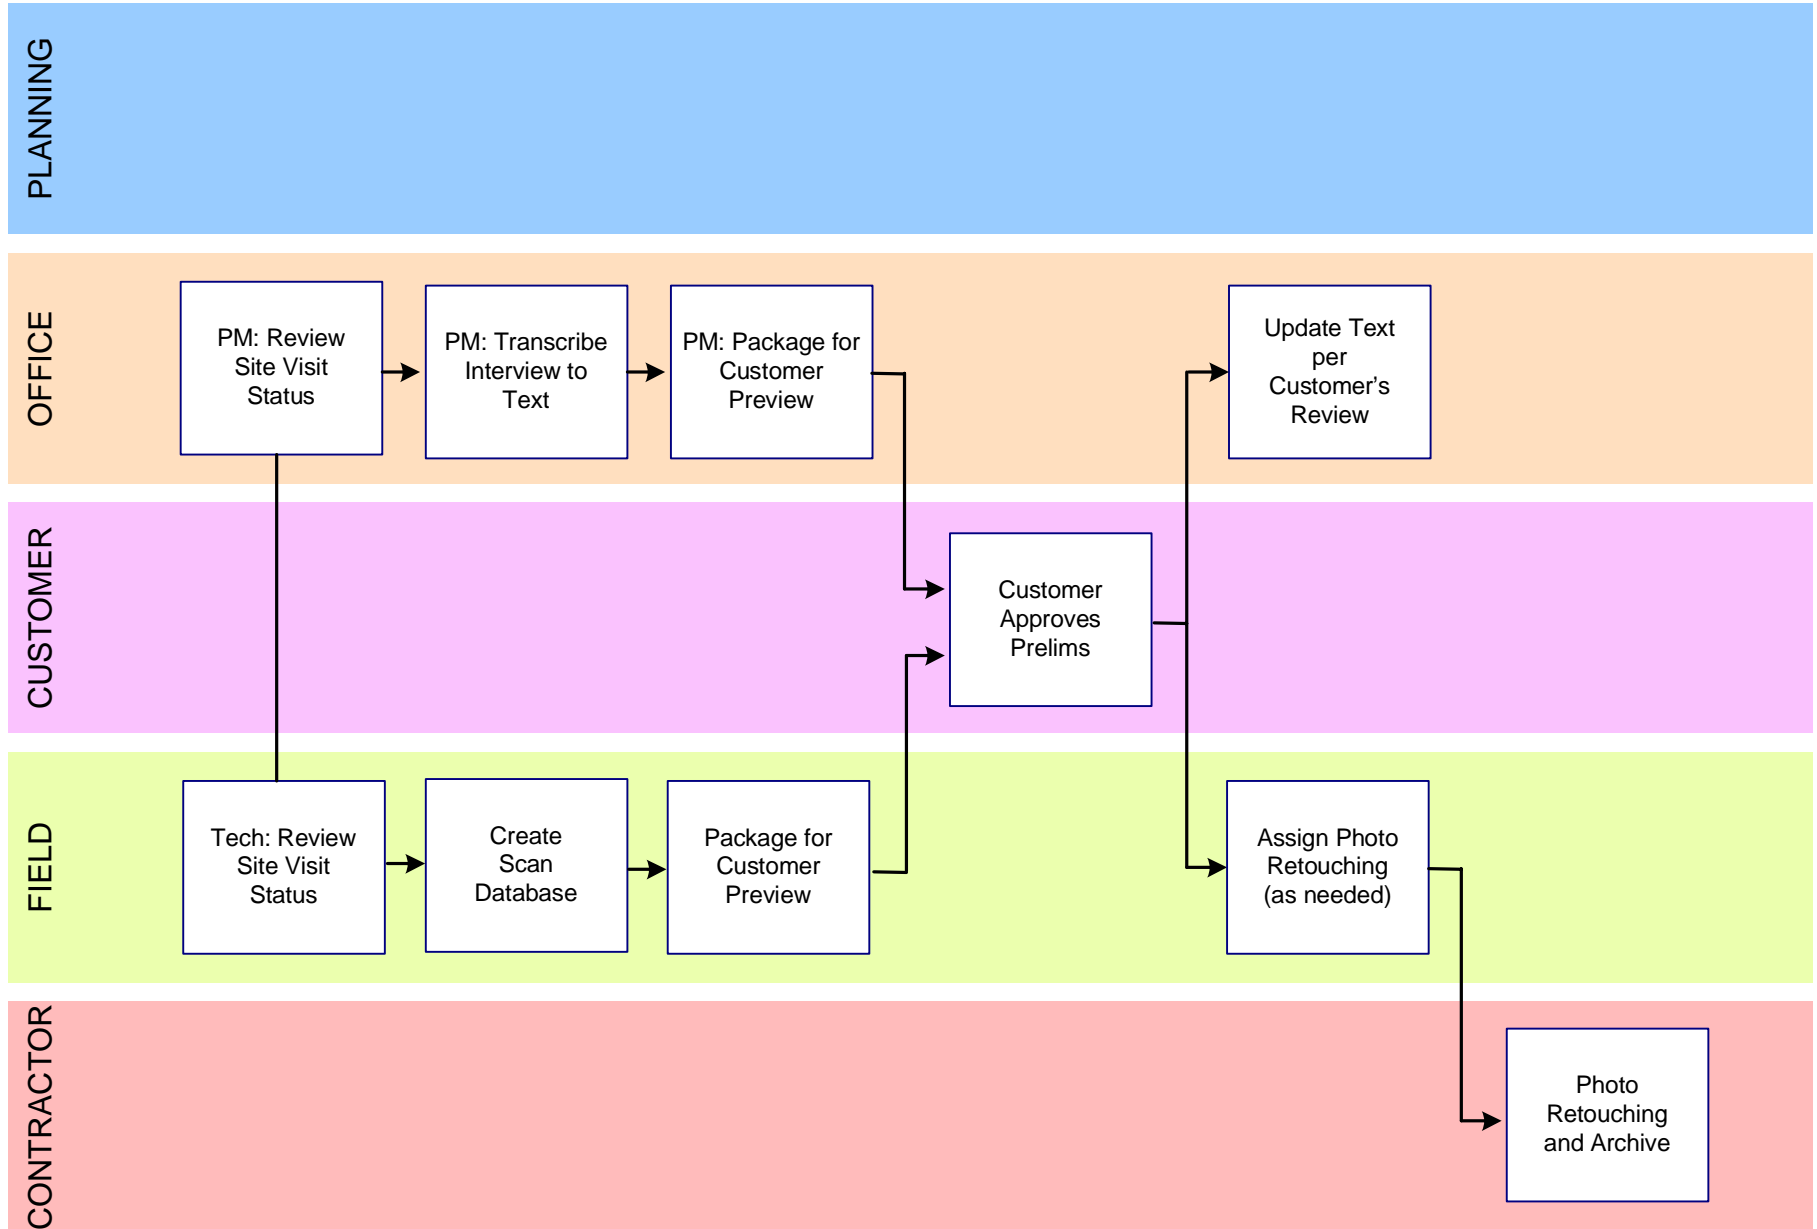 PLANNING
OFFICE
PM: Review
Site Visit
Status
PM: Transcribe
Interview to
Text
PM: Package for
Customer
Preview
Update Text
per
Customer’s
Review
CUSTOMER
Customer
Approves
Prelims
FIELD
Tech: Review
Site Visit
Status
Create
Scan
Database
Package for
Customer
Preview
Assign Photo
Retouching
(as needed)
CONTRACTOR
Photo
Retouching
and Archive